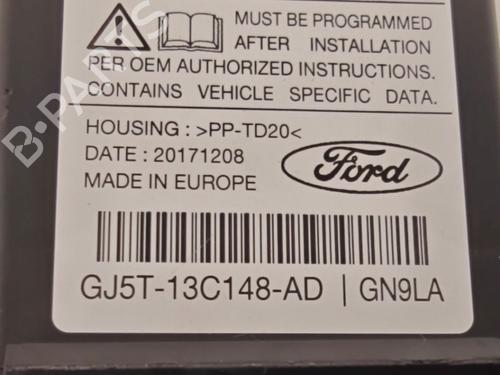 MUST BE PROGRAMMED
AFTER INSTALLATION
PER OEM AUTHORIZED INSTRUCTIONS.
CONTAINS VEHICLE SPECIFIC DATA.
HOUSING : >PP-TD20<
DATE : 20171208
MADE IN EUROPE
Ford
GJ5T-13C148-AD | GN9LA
B-PARTS